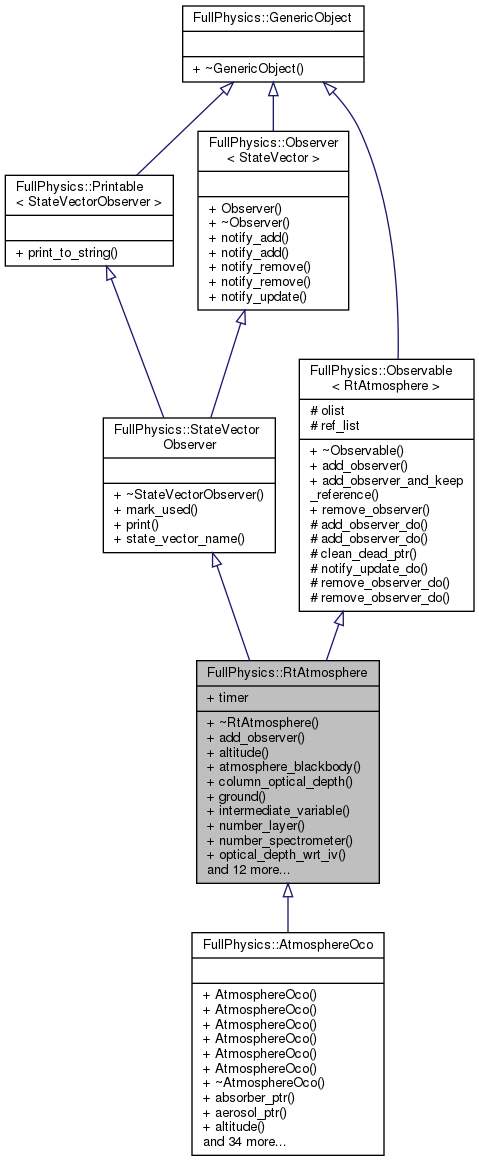 FullPhysics::GenericObject
+ ~GenericObject()
FullPhysics::Observer
< StateVector >
+ Observer()
+ ~Observer()
+ notify_add()
+ notify_add()
+ notify_remove()
+ notify_remove()
+ notify_update()
FullPhysics::Printable
< StateVectorObserver >
+ print_to_string()
FullPhysics::Observable
< RtAtmosphere >
# olist
# ref_list
+ ~Observable()
+ add_observer()
+ add_observer_and_keep
_reference()
+ remove_observer()
# add_observer_do()
# add_observer_do()
# clean_dead_ptr()
# notify_update_do()
# remove_observer_do()
# remove_observer_do()
FullPhysics::StateVector
Observer
+ ~StateVectorObserver()
+ mark_used()
+ print()
+ state_vector_name()
FullPhysics::RtAtmosphere
+ timer
+ ~RtAtmosphere()
+ add_observer()
+ altitude()
+ atmosphere_blackbody()
+ column_optical_depth()
+ ground()
+ intermediate_variable()
+ number_layer()
+ number_spectrometer()
+ optical_depth_wrt_iv()
and 12 more...
FullPhysics::AtmosphereOco
+ AtmosphereOco()
+ AtmosphereOco()
+ AtmosphereOco()
+ AtmosphereOco()
+ AtmosphereOco()
+ AtmosphereOco()
+ ~AtmosphereOco()
+ absorber_ptr()
+ aerosol_ptr()
+ altitude()
and 34 more...